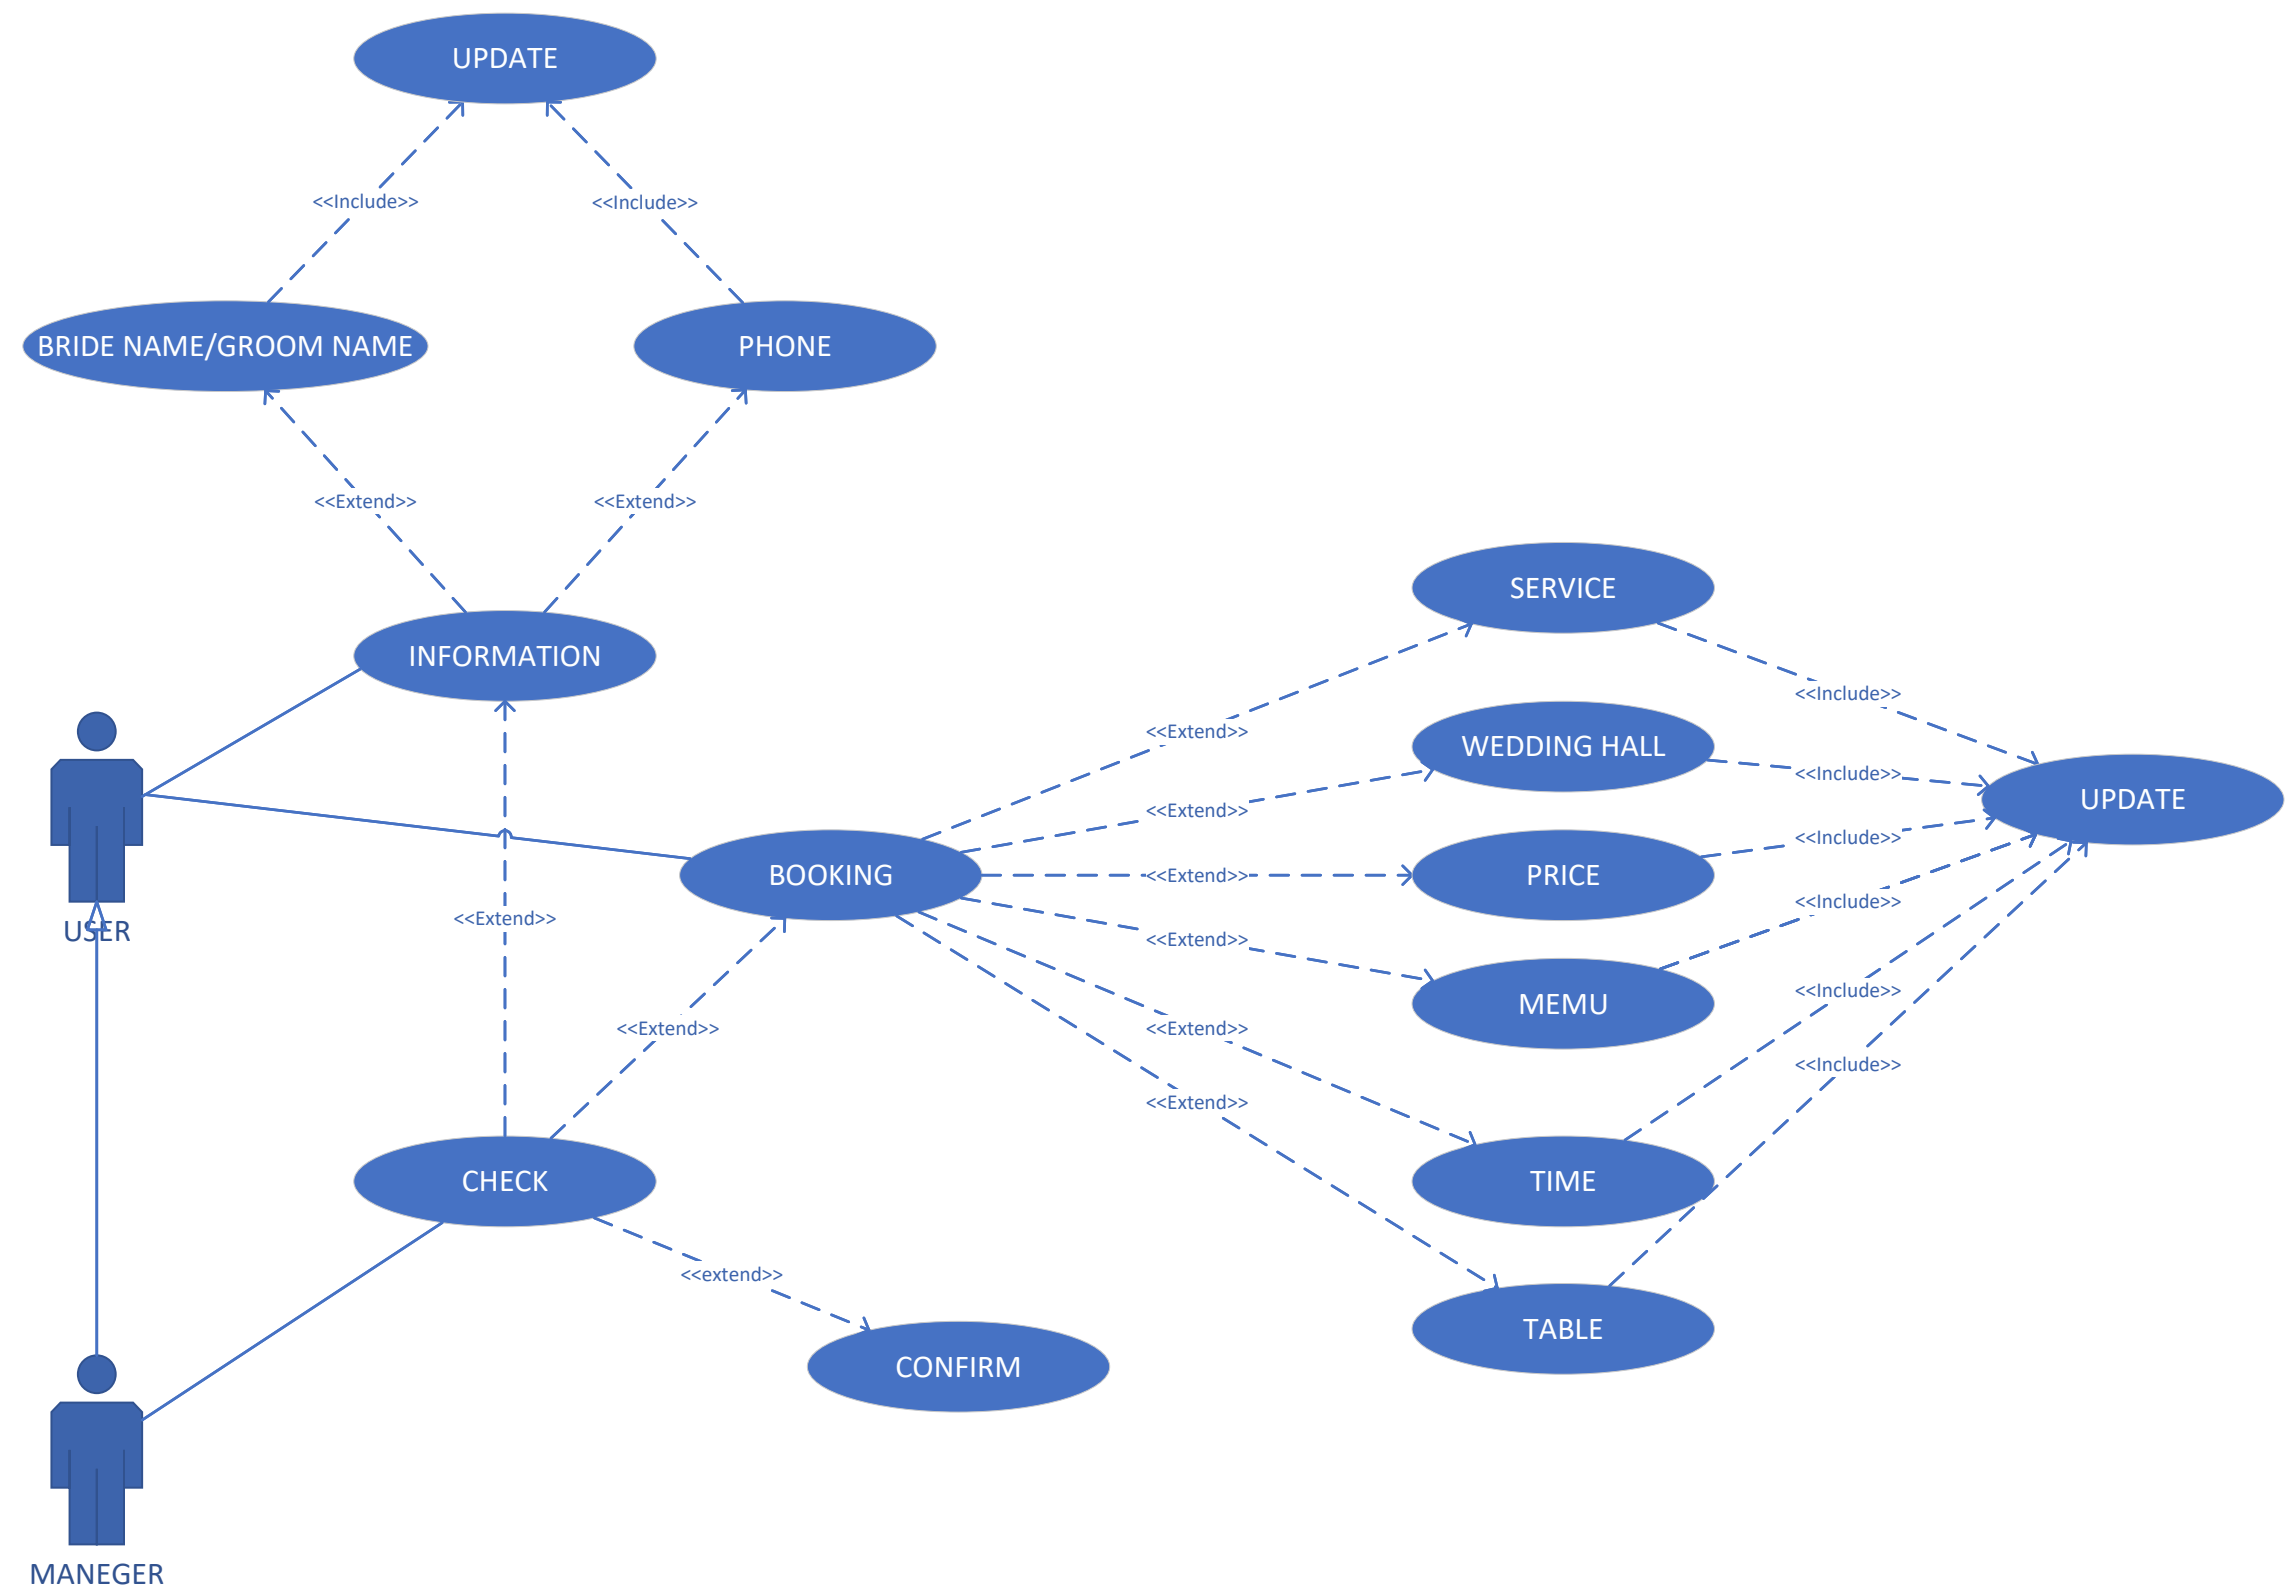 UPDATE
<<Include>>
<<Include>>
BRIDE NAME/GROOM NAME
PHONE
<<Extend>>
<<Extend>>
SERVICE
INFORMATION
<<Include>>
<<Extend>>
WEDDING HALL
<<Include>>
UPDATE
<<Extend>>
<<Include>>
BOOKING
<<Extend>>
PRICE
<<Include>>
<<Extend>>
USER
<<Extend>>
<<Include>>
MEMU
<<Extend>>
<<Extend>>
<<Include>>
<<Extend>>
CHECK
TIME
<<extend>>
TABLE
CONFIRM
MANEGER